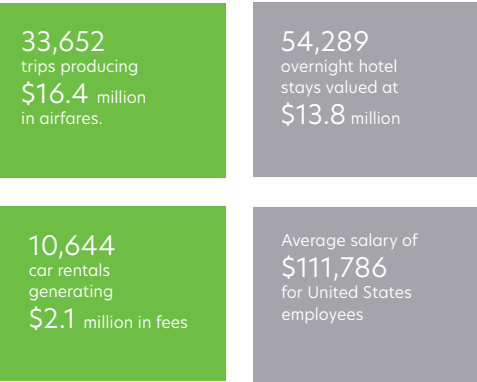 33,652
trips producing
$16.4 million
in airfares.
54,289
overnight hotel
stays valued at
$13.8 million
10,644
car rentals
generating
$2.1 million in fees
Average salary of
$111,786
for United States
employees